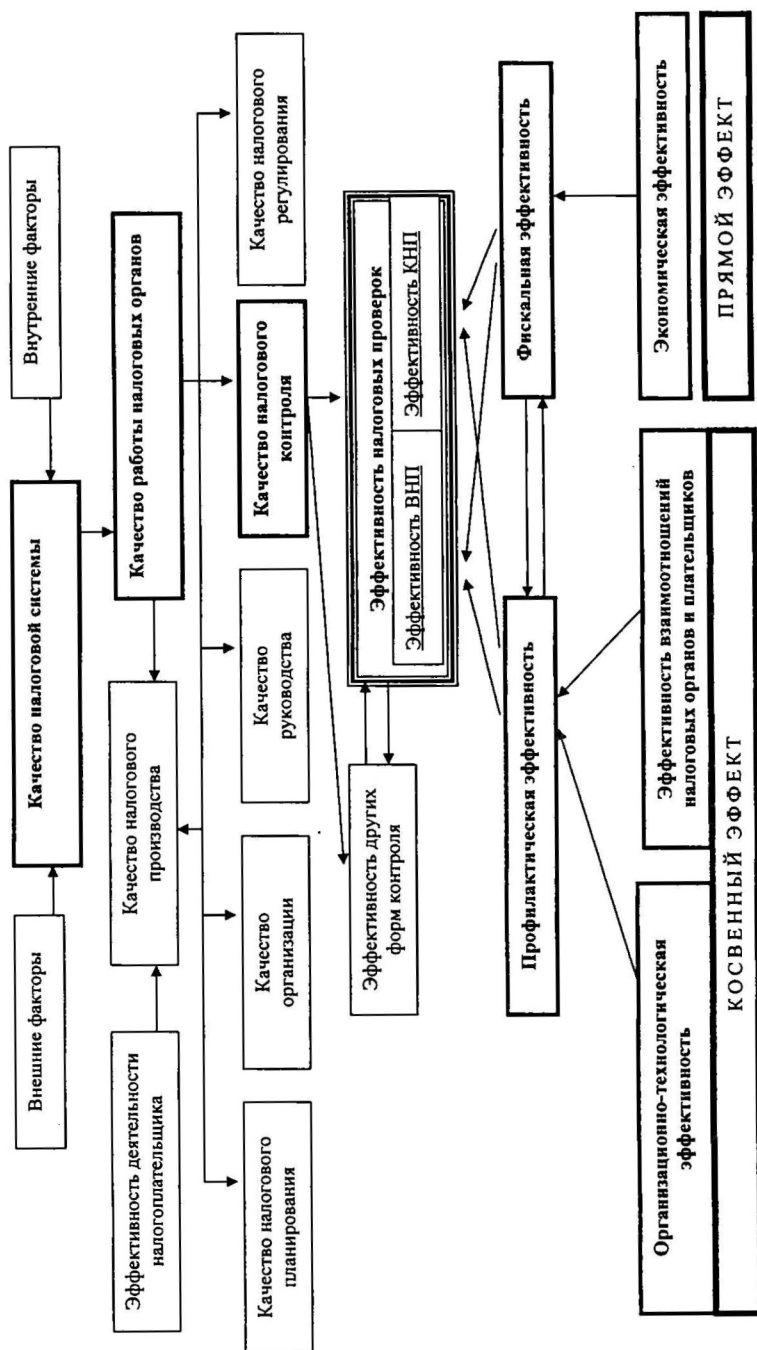 Внешние факторы
Качество налоговой системы
Внутренние факторы
Эффективность деятельности
налогоплательщика
Качество налогового
производства
Качество работы налоговых органов
Качество налогового
планирования
Качество
организации
Качество
руководства
Качество налогового
контроля
Качество налогового
регулирования
Эффективность других
форм контроля
Эффективность налоговых проверок
Эффективность ВНП
Эффективность КНП
Профилактическая эффективность
Фискальная эффективность
Организационно-технологическая
эффективность
Эффективность взаимоотношений
налоговых органов и плательщиков
Экономическая эффективность
КОСВЕННЫЙ ЭФФЕКТ
ПРЯМОЙ ЭФФЕКТ